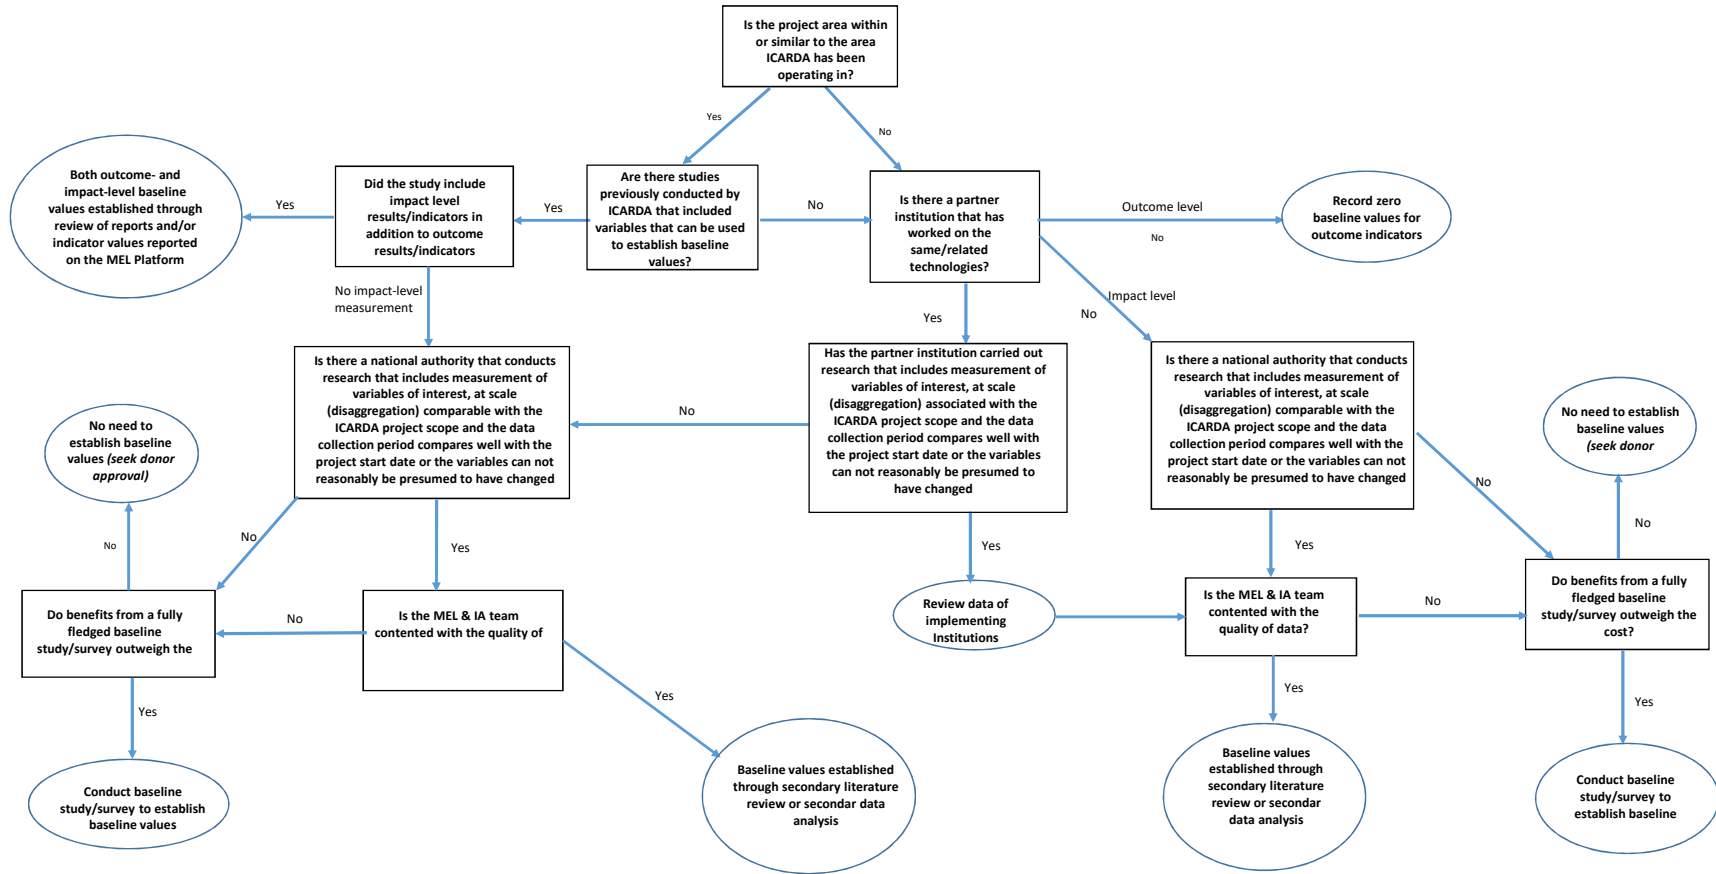 Is the project area within
or similar to the area
ICARDA has been
operating in?
Yes
No
Both outcome- and
impact-level baseline
values established through
review of reports and/or
indicator values reported
on the MEL Platform
Yes
Did the study include
impact level
results/indicators in
addition to outcome
results/indicators
Yes
Are there studies
previously conducted by
ICARDA that included
variables that can be used
to establish baseline
values?
No
Is there a partner
institution that has
worked on the
same/related
technologies?
Outcome level
No
Record zero
baseline values for
outcome indicators
No impact-level
measurement
Yes
Impact level
No
Is there a national authority that conducts
research that includes measurement of
variables of interest, at scale
(disaggregation) comparable with the
ICARDA project scope and the data
collection period compares well with the
project start date or the variables can not
reasonably be presumed to have changed
No
Has the partner institution carried out
research that includes measurement of
variables of interest, at scale
(disaggregation) associated with the
ICARDA project scope and the data
collection period compares well with
the project start date or the variables
can not reasonably be presumed to
have changed
Is there a national authority that conducts
research that includes measurement of
variables of interest, at scale
(disaggregation) comparable with the
ICARDA project scope and the data
collection period compares well with the
project start date or the variables can not
reasonably be presumed to have changed
No need to
establish baseline
values (seek donor
approval)
No need to establish
baseline values
(seek donor
No
No
No
Yes
Yes
Yes
No
No
Do benefits from a fully
fledged baseline
study/survey outweigh the
No
Is the MEL & IA team
contented with the quality of
Review data of
implementing
Institutions
Is the MEL & IA team
contented with the
quality of data?
No
Do benefits from a fully
fledged baseline
study/survey outweigh the
cost?
Yes
Yes
Yes
Yes
Conduct baseline
study/survey to establish
baseline values
Baseline values established
through secondary literature
review or secondar data
analysis
Baseline values
established through
secondary literature
review or secondar
data analysis
Conduct baseline
study/survey to
establish baseline